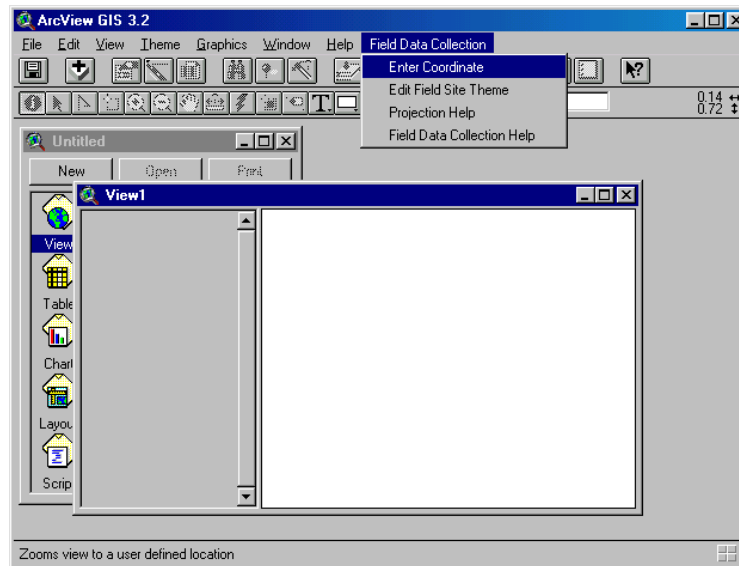 ArcView GIS 3.2
File Edit View Theme Graphics Window Help Field Data Collection
Enter Coordinate
Edit Field Site Theme
Projection Help
Field Data Collection Help
T
0.14
0.72
Untitled
New Open Print
View1
View
Table
Chart
Layou
Scrip
Zooms view to a user defined location